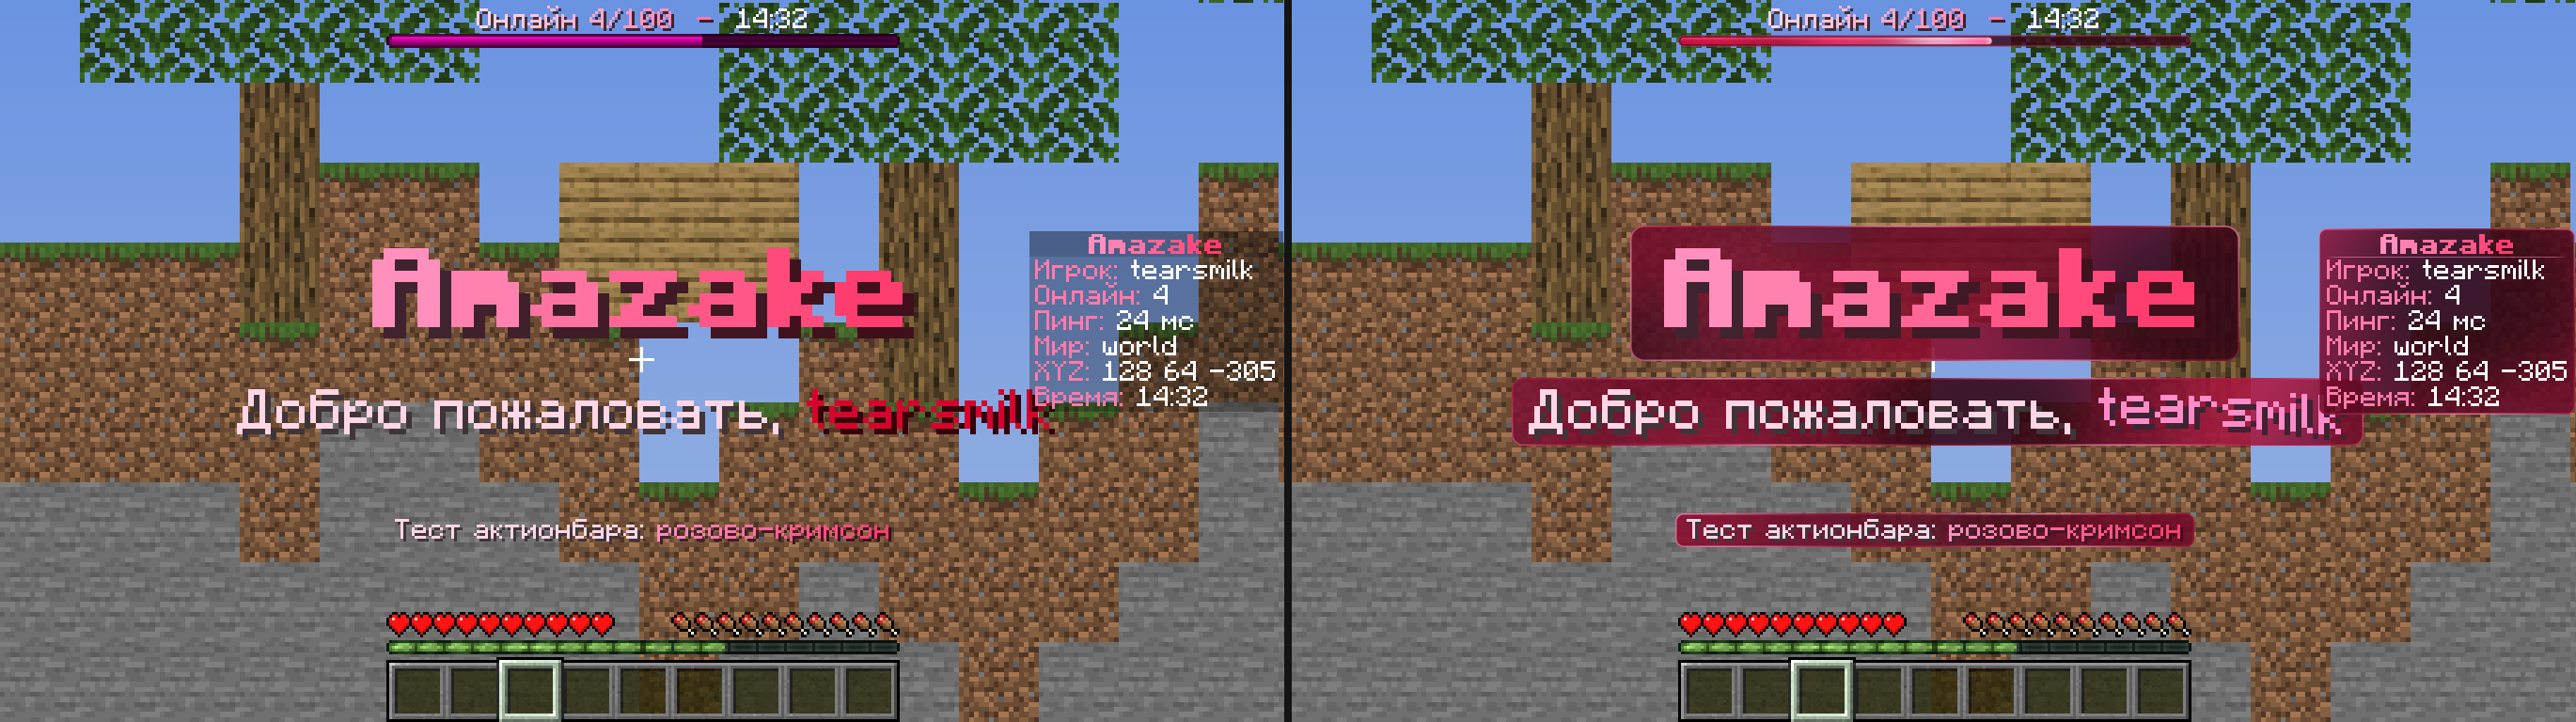 Онлайн 4/100 - 14:32
Amazake
Добро пожаловать, tearsmilk
Amazake
Игрок: tearsmilk
Онлайн: 4
Пинг: 24 мс
Мир: world
XYZ: 128 64 -305
Время: 14:32
Тест актионбара: розово-кримсон
Онлайн 4/100 - 14:32
Amazake
Добро пожаловать, tearsmilk
Amazake
Игрок: tearsmilk
Онлайн: 4
Пинг: 24 мс
Мир: world
XYZ: 128 64 -305
Время: 14:32
Тест актионбара: розово-кримсон